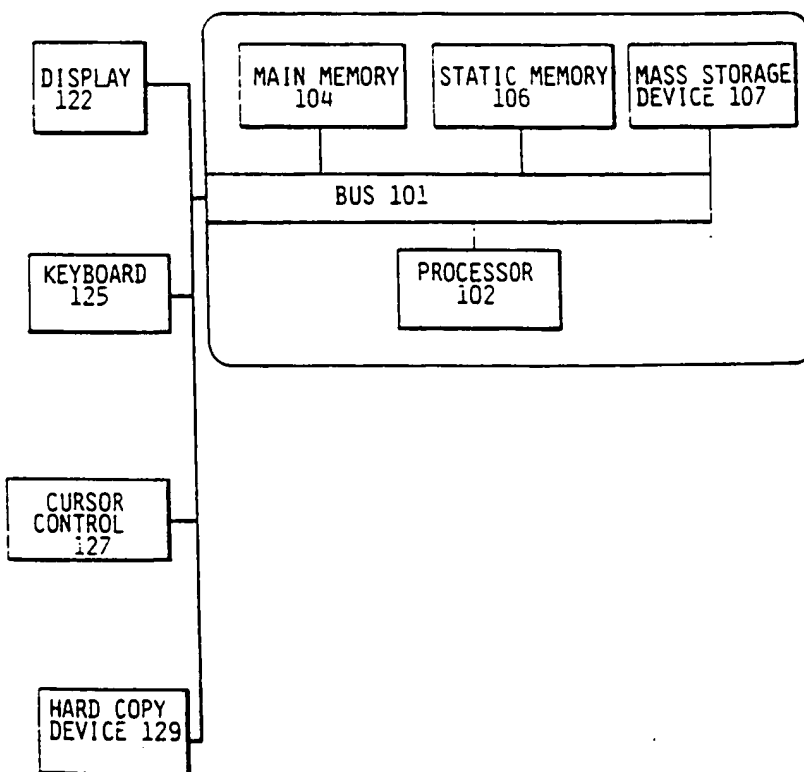 DISPLAY
122
MAIN MEMORY
104
STATIC MEMORY
106
MASS STORAGE
DEVICE 107
BUS 101
KEYBOARD
125
PROCESSOR
102
CURSOR
CONTROL
127
HARD COPY
DEVICE 129